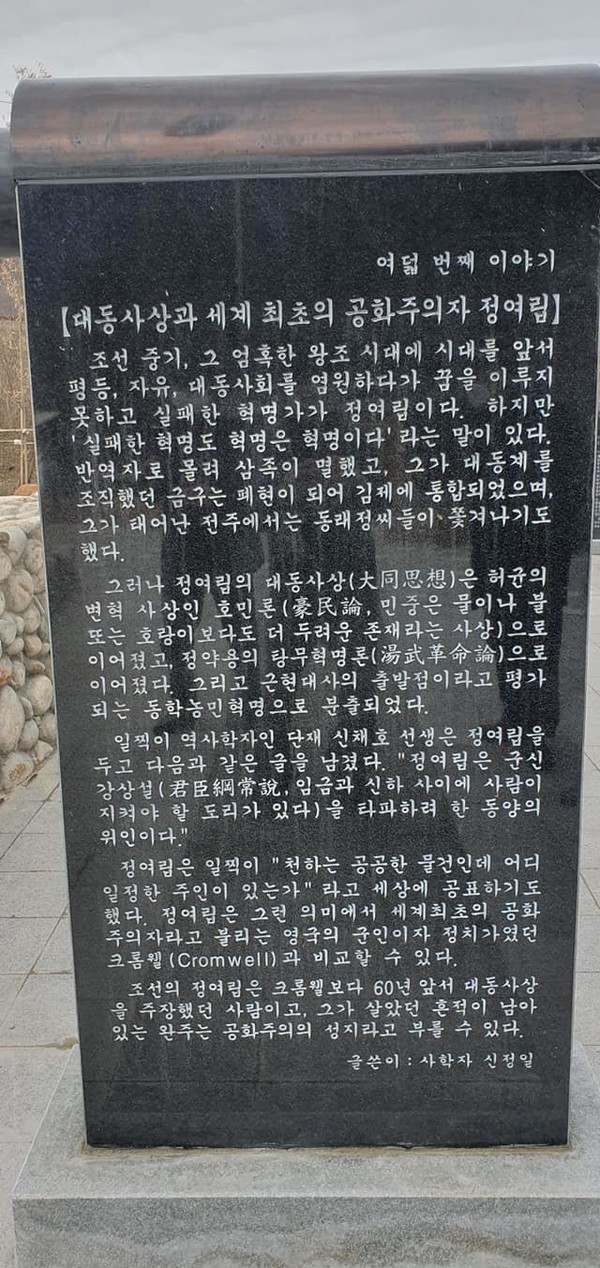 여덟 번째 이야기
【대동사상과 세계 최초의 공화주의자 정여립】
조선 중기, 그 엄혹한 왕조 시대에 시대를 앞서
평등, 자유, 대동사회를 염원하다가 꿈을 이루지
못하고 실패한 혁명가가 정여립이다. 하지만
'실패한 혁명도 혁명은 혁명이다'라는 말이 있다.
반역자로 몰려 삼족이 멸했고, 그가 대동계를
조직했던 금구는 폐현이 되어 김제에 통합되었으며,
그가 태어난 전주에서는 동래정씨들이 쫓겨나기도
했다.
그러나 정여립의 대동사상(大同思想)은 허균의
변혁 사상인 호민론(豪民論, 민중은 물이나 불
또는 호랑이보다도 더 두려운 존재라는 사상)으로
이어졌고, 정약용의 탕무혁명론(湯武革命論)으로
이어졌다. 그리고 근현대사의 출발점이라고 평가
되는 동학농민혁명으로 분출되었다.
일찍이 역사학자인 단재 신채호 선생은 정여립을
두고 다음과 같은 글을 남겼다. "정여립은 군신
강상설(君臣綱常說, 임금과 신하 사이에 사람이
지켜야 할 도리가 있다)을 타파하려 한 동양의
위인이다."
정여립은 일찍이 "천하는 공공한 물건인데 어디
일정한 주인이 있는가" 라고 세상에 공표하기도
했다. 정여립은 그런 의미에서 세계최초의 공화
주의자라고 불리는 영국의 군인이자 정치가였던
크롬웰(Cromwell)과 비교할 수 있다.
조선의 정여립은 크롬웰보다 60년 앞서 대동사상
을 주장했던 사람이고, 그가 살았던 흔적이 남아
있는 완주는 공화주의의 성지라고 부를 수 있다.
글쓴이 : 사학자 신정일